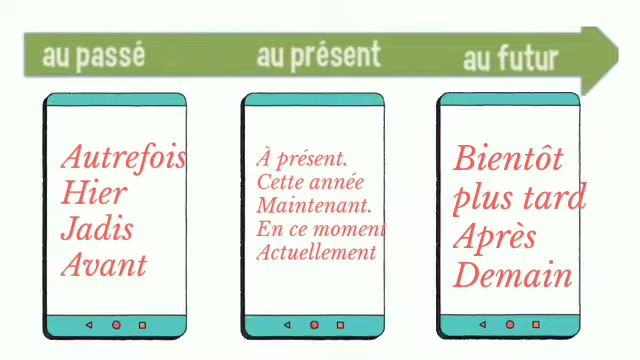 au passé
au présent
au futur
Autrefois
Hier
Jadis
Avant
À présent.
Cette année
Maintenant.
En ce moment
Actuellement
Bientôt
plus tard
Après
Demain